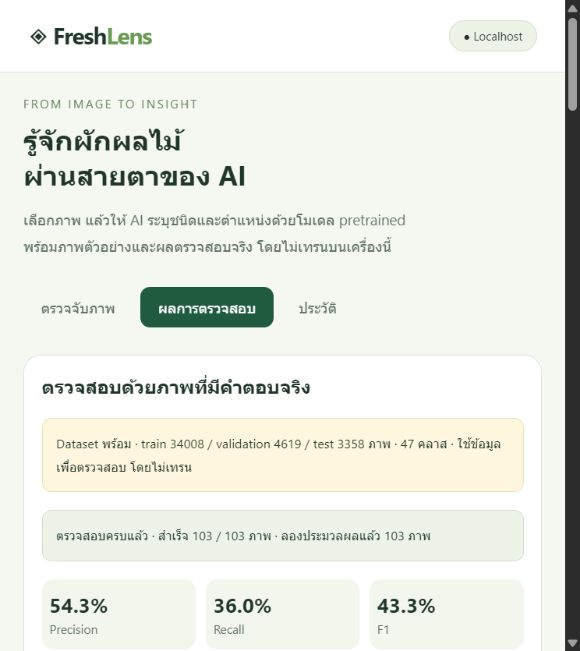 FreshLens
● Localhost
FROM IMAGE TO INSIGHT
รู้จักผักผลไม้
ผ่านสายตาของ AI
เลือกภาพ แล้วให้ AI ระบุชนิดและตำแหน่งด้วยโมเดล pretrained
พร้อมภาพตัวอย่างและผลตรวจสอบจริง โดยไม่เทรนบนเครื่องนี้
ตรวจจับภาพ
ผลการตรวจสอบ
ประวัติ
ตรวจสอบด้วยภาพที่มีคำตอบจริง
Dataset พร้อม · train 34008 / validation 4619 / test 3358 ภาพ · 47 คลาส · ใช้ข้อมูล
เพื่อตรวจสอบ โดยไม่เทรน
ตรวจสอบครบแล้ว · สำเร็จ 103 / 103 ภาพ · ลองประมวลผลแล้ว 103 ภาพ
54.3%
Precision
36.0%
Recall
43.3%
F1